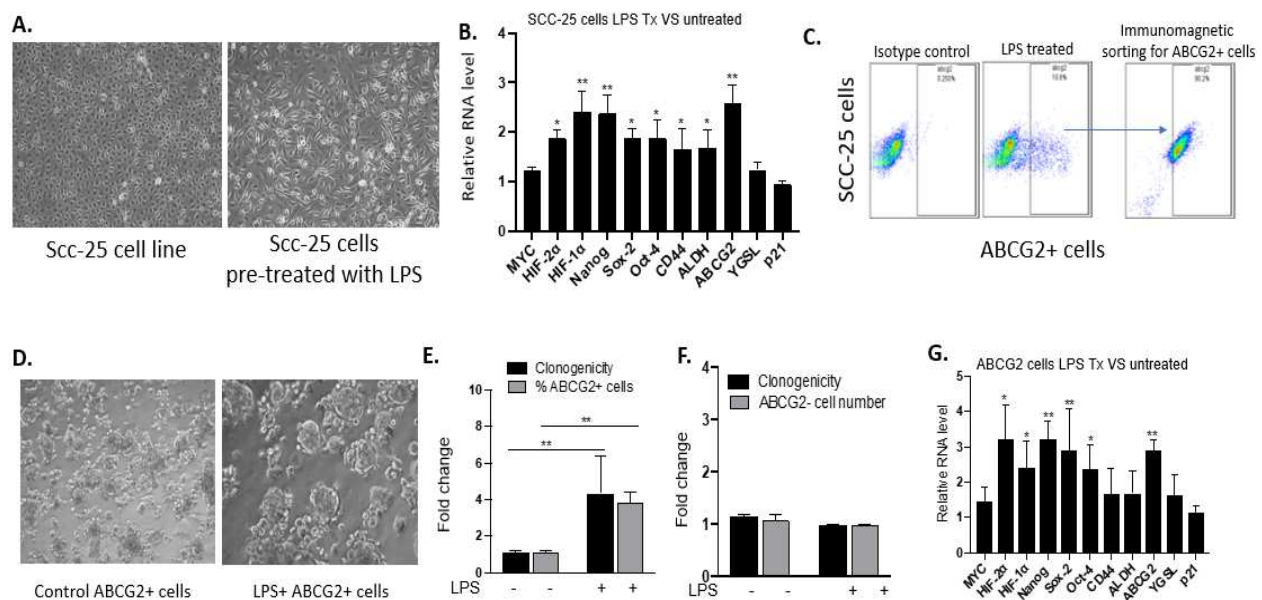 A.
Scc-25 cell line
Scc-25 cells
pre-treated with LPS
B.
SCC-25 cells LPS Tx VS untreated
Relative RNA level
5
4
3
2
1
0
*
**
**
*
*
*
*
**
MYC
HIF-2α
HIF-1α
Nanog
Sox-2
Oct-4
CD44
ALDH
ABCG2
YGSL
p21
C.
Isotype control
LPS treated
Immunomagnetic
sorting for ABCG2+ cells
SCC-25 cells
abcg2
abcg2
abcg2
ABCG2+ cells
D.
Control ABCG2+ cells
LPS+ ABCG2+ cells
E.
Clonogenicity
% ABCG2+ cells
Fold change
10
8
6
4
2
0
**
**
LPS - - + +
F.
Clonogenicity
ABCG2- cell number
Fold change
4
3
2
1
0
LPS - - + +
G.
ABCG2 cells LPS Tx VS untreated
Relative RNA level
5
4
3
2
1
0
*
*
**
**
*
**
MYC
HIF-2α
HIF-1α
Nanog
Sox-2
Oct-4
CD44
ALDH
ABCG2
YGSL
p21